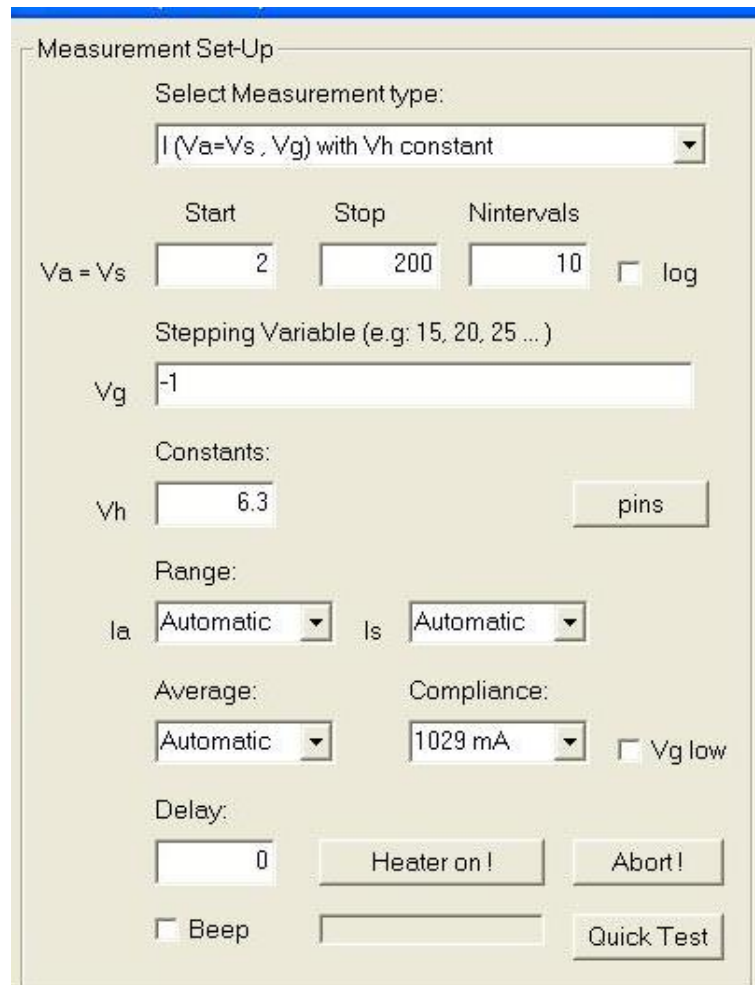 Measurement Set-Up
Select Measurement type:
I (Va=Vs , Vg) with Vh constant
Start Stop Nintervals
Va = Vs 2 200 10 log
Stepping Variable (e.g: 15, 20, 25 ... )
Vg -1
Constants:
Vh 6.3 pins
Range:
Ia Automatic Is Automatic
Average: Compliance:
Automatic 1029 mA Vg low
Delay:
0 Heater on ! Abort !
Beep Quick Test